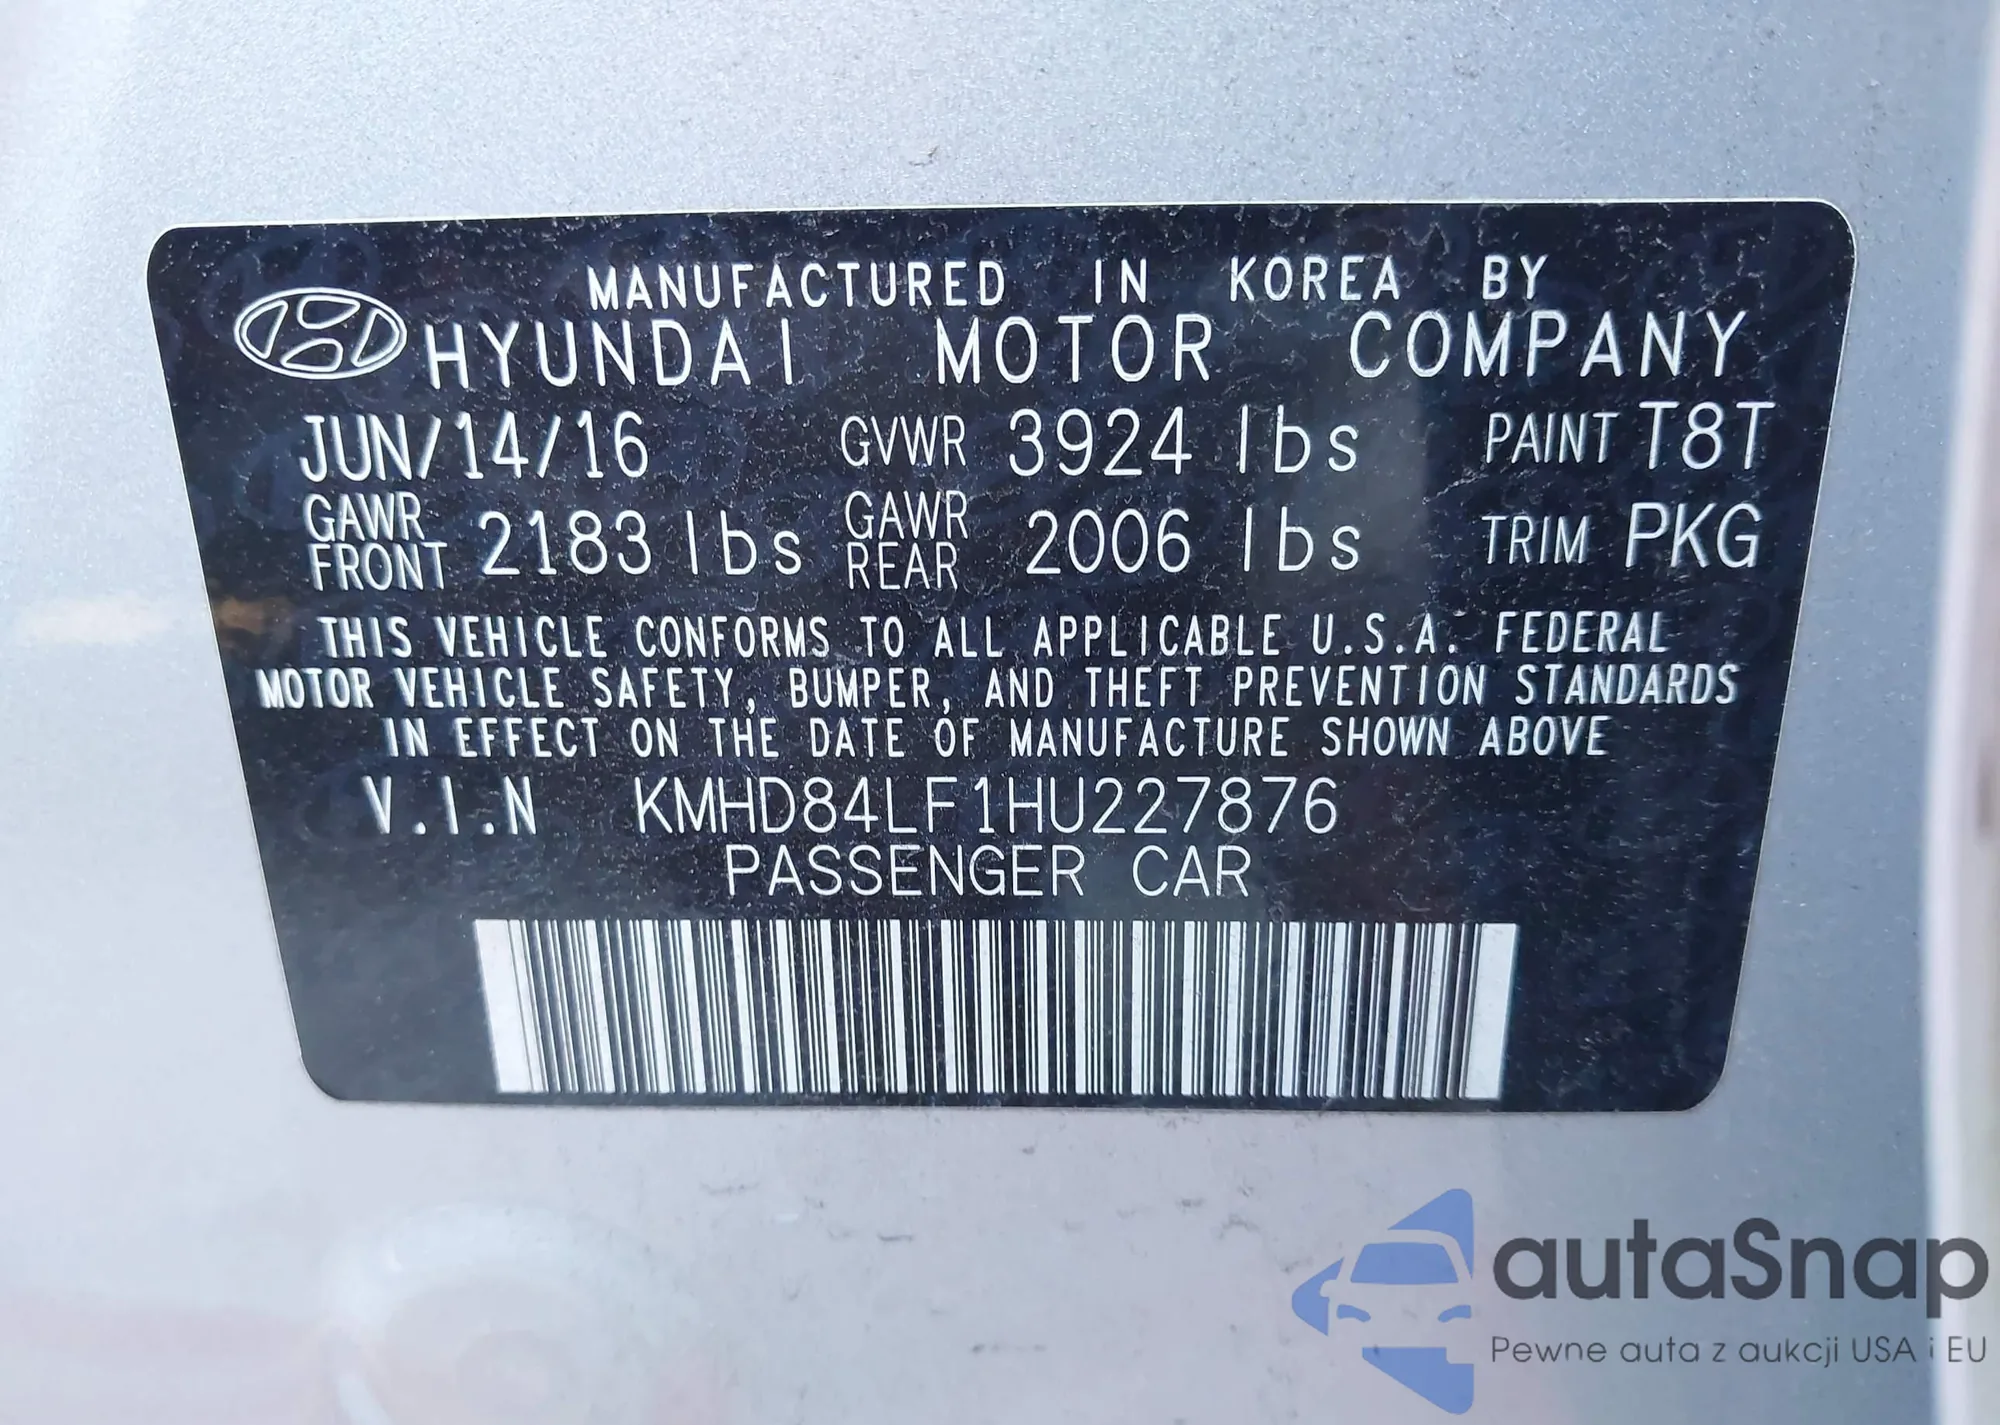 MANUFACTURED IN KOREA BY
HYUNDAI MOTOR COMPANY
JUN/14/16 GVWR 3924 lbs PAINT T8T
GAWR FRONT 2183 lbs GAWR REAR 2006 lbs TRIM PKG
THIS VEHICLE CONFORMS TO ALL APPLICABLE U.S.A. FEDERAL
MOTOR VEHICLE SAFETY, BUMPER, AND THEFT PREVENTION STANDARDS
IN EFFECT ON THE DATE OF MANUFACTURE SHOWN ABOVE
V.I.N KMHD84LF1HU227876
PASSENGER CAR
autaSnap
Pewne auta z aukcji USA i EU